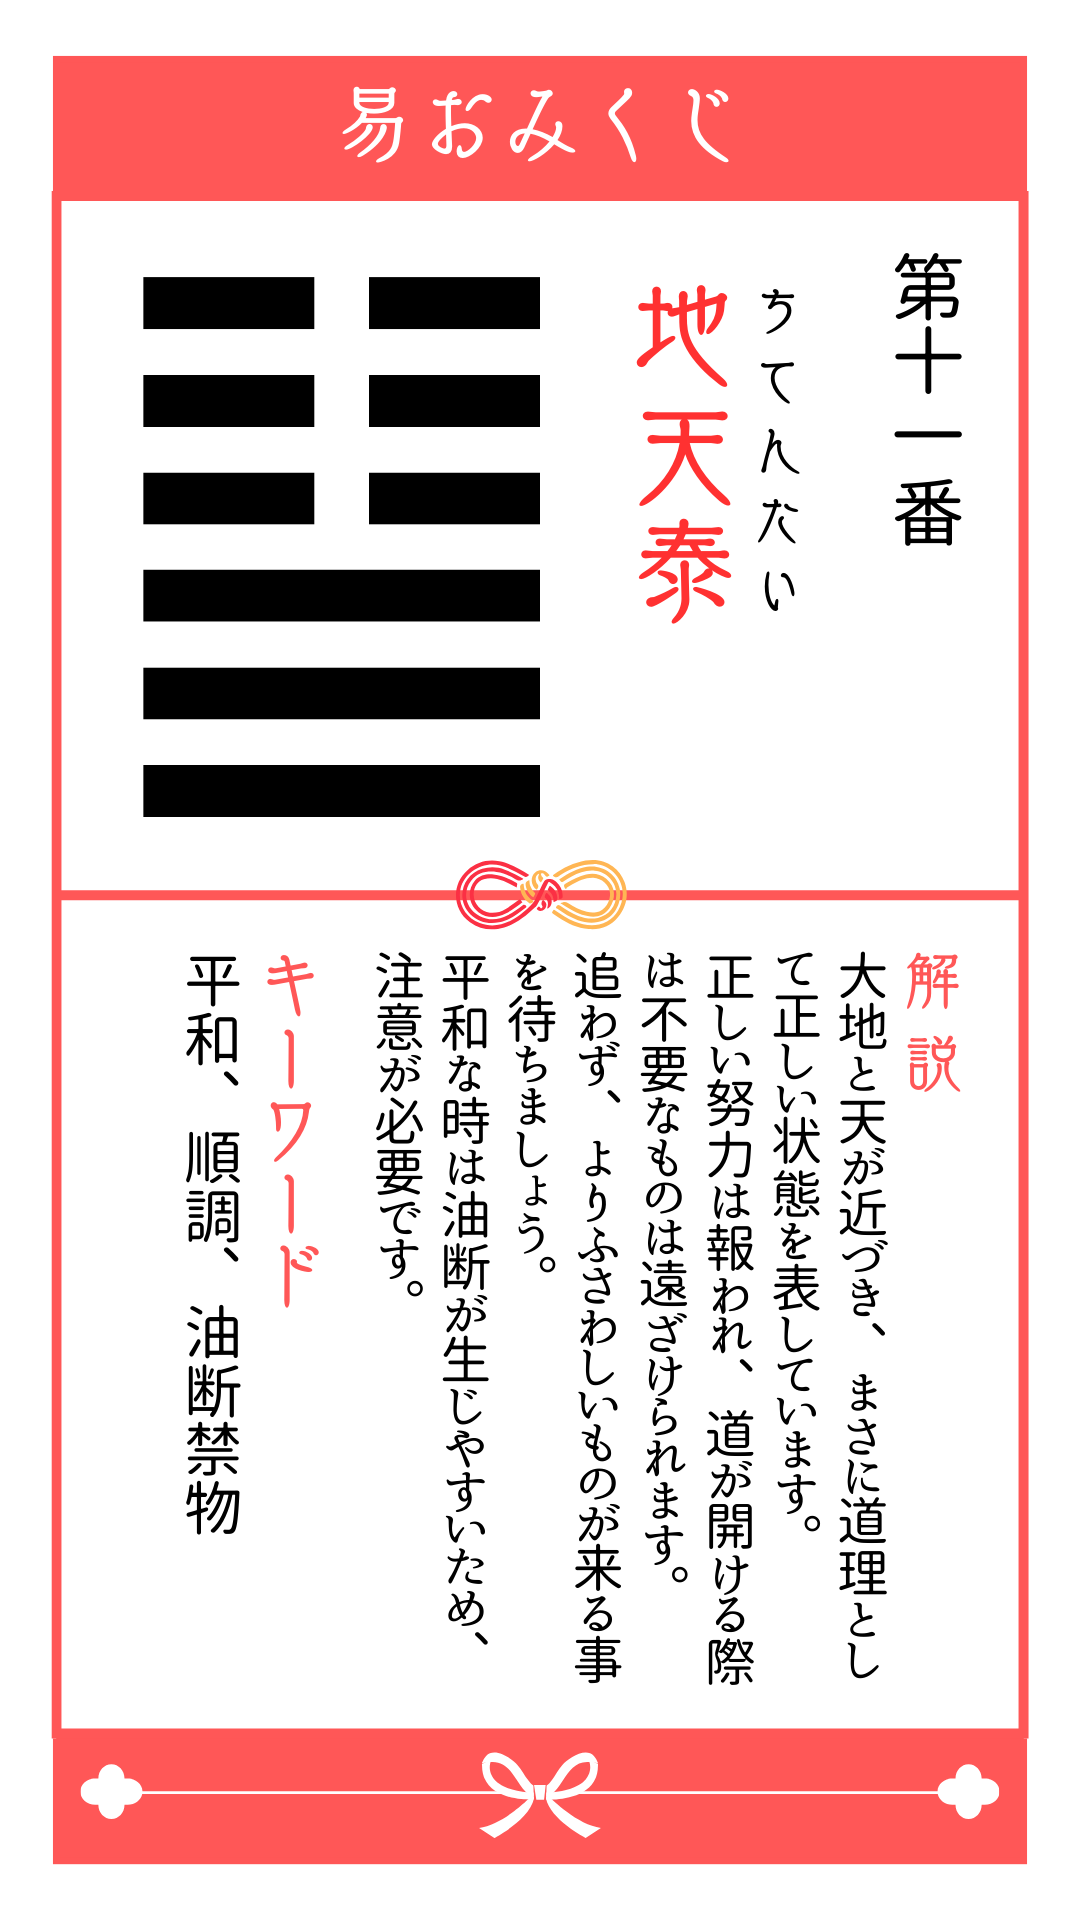 易おみくじ
第十一番
ちてんたい
地天泰
解説
大地と天が近づき、まさに道理とし
て正しい状態を表しています。
正しい努力は報われ、道が開ける際
は不要なものは遠ざけられます。
追わず、よりふさわしいものが来る事
を待ちましょう。
平和な時は油断が生じやすいため、
注意が必要です。
キーワード
平和、順調、油断禁物